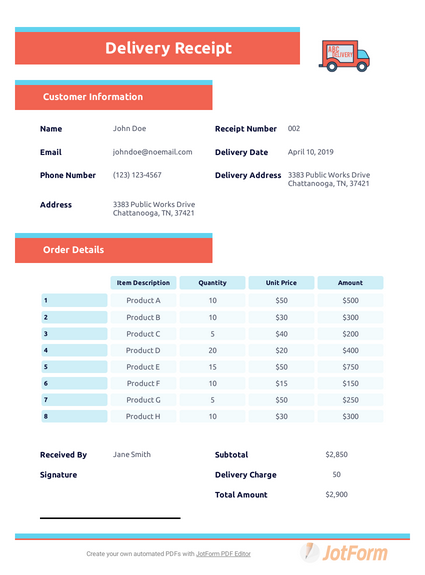 Delivery Receipt
ABC
DELIVERY
Customer Information
Name John Doe Receipt Number 002
Email johndoe@noemail.com Delivery Date April 10, 2019
Phone Number (123) 123-4567 Delivery Address 3383 Public Works Drive
Chattanooga, TN, 37421
Address 3383 Public Works Drive
Chattanooga, TN, 37421
Order Details
Item Description Quantity Unit Price Amount
1 Product A 10 $50 $500
2 Product B 10 $30 $300
3 Product C 5 $40 $200
4 Product D 20 $20 $400
5 Product E 15 $50 $750
6 Product F 10 $15 $150
7 Product G 5 $50 $250
8 Product H 10 $30 $300
Received By Jane Smith Subtotal $2,850
Signature Delivery Charge 50
Total Amount $2,900
Create your own automated PDFs with JotForm PDF Editor
JotForm